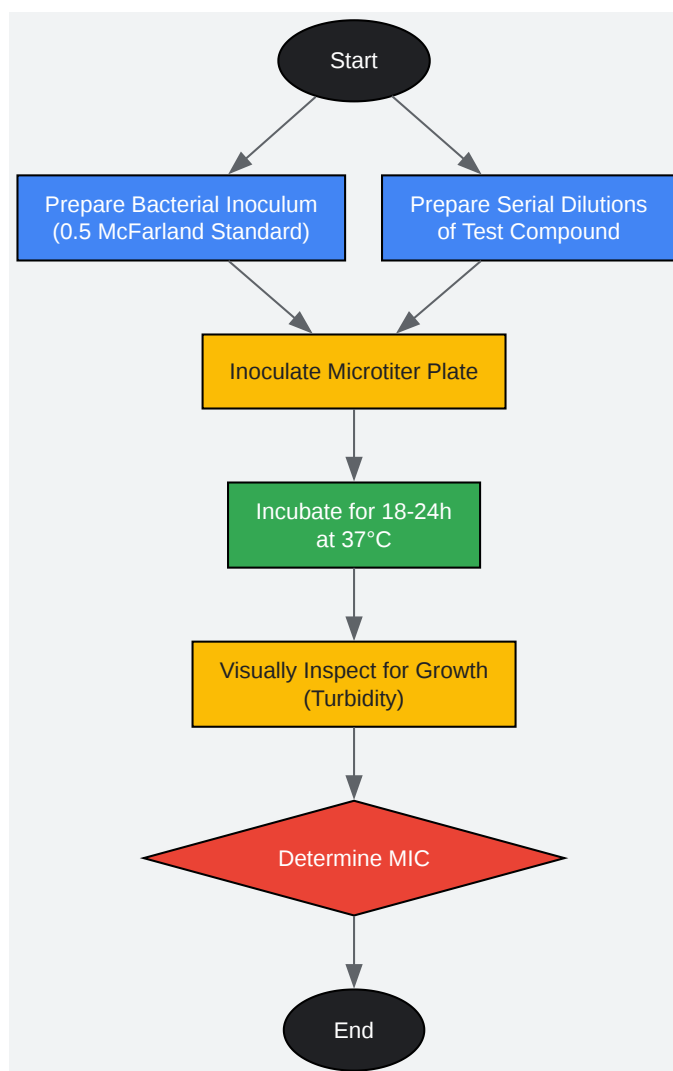 Start
Prepare Bacterial Inoculum
(0.5 McFarland Standard)
Prepare Serial Dilutions
of Test Compound
Inoculate Microtiter Plate
Incubate for 18-24h
at 37°C
Visually Inspect for Growth
(Turbidity)
Determine MIC
End